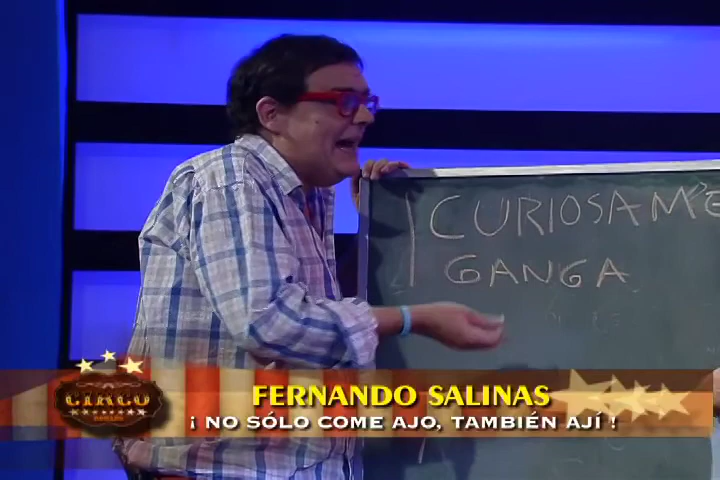 CURIOSAME
GANGA
CIRCO
FERNANDO SALINAS
¡ NO SÓLO COME AJO, TAMBIÉN AJÍ !